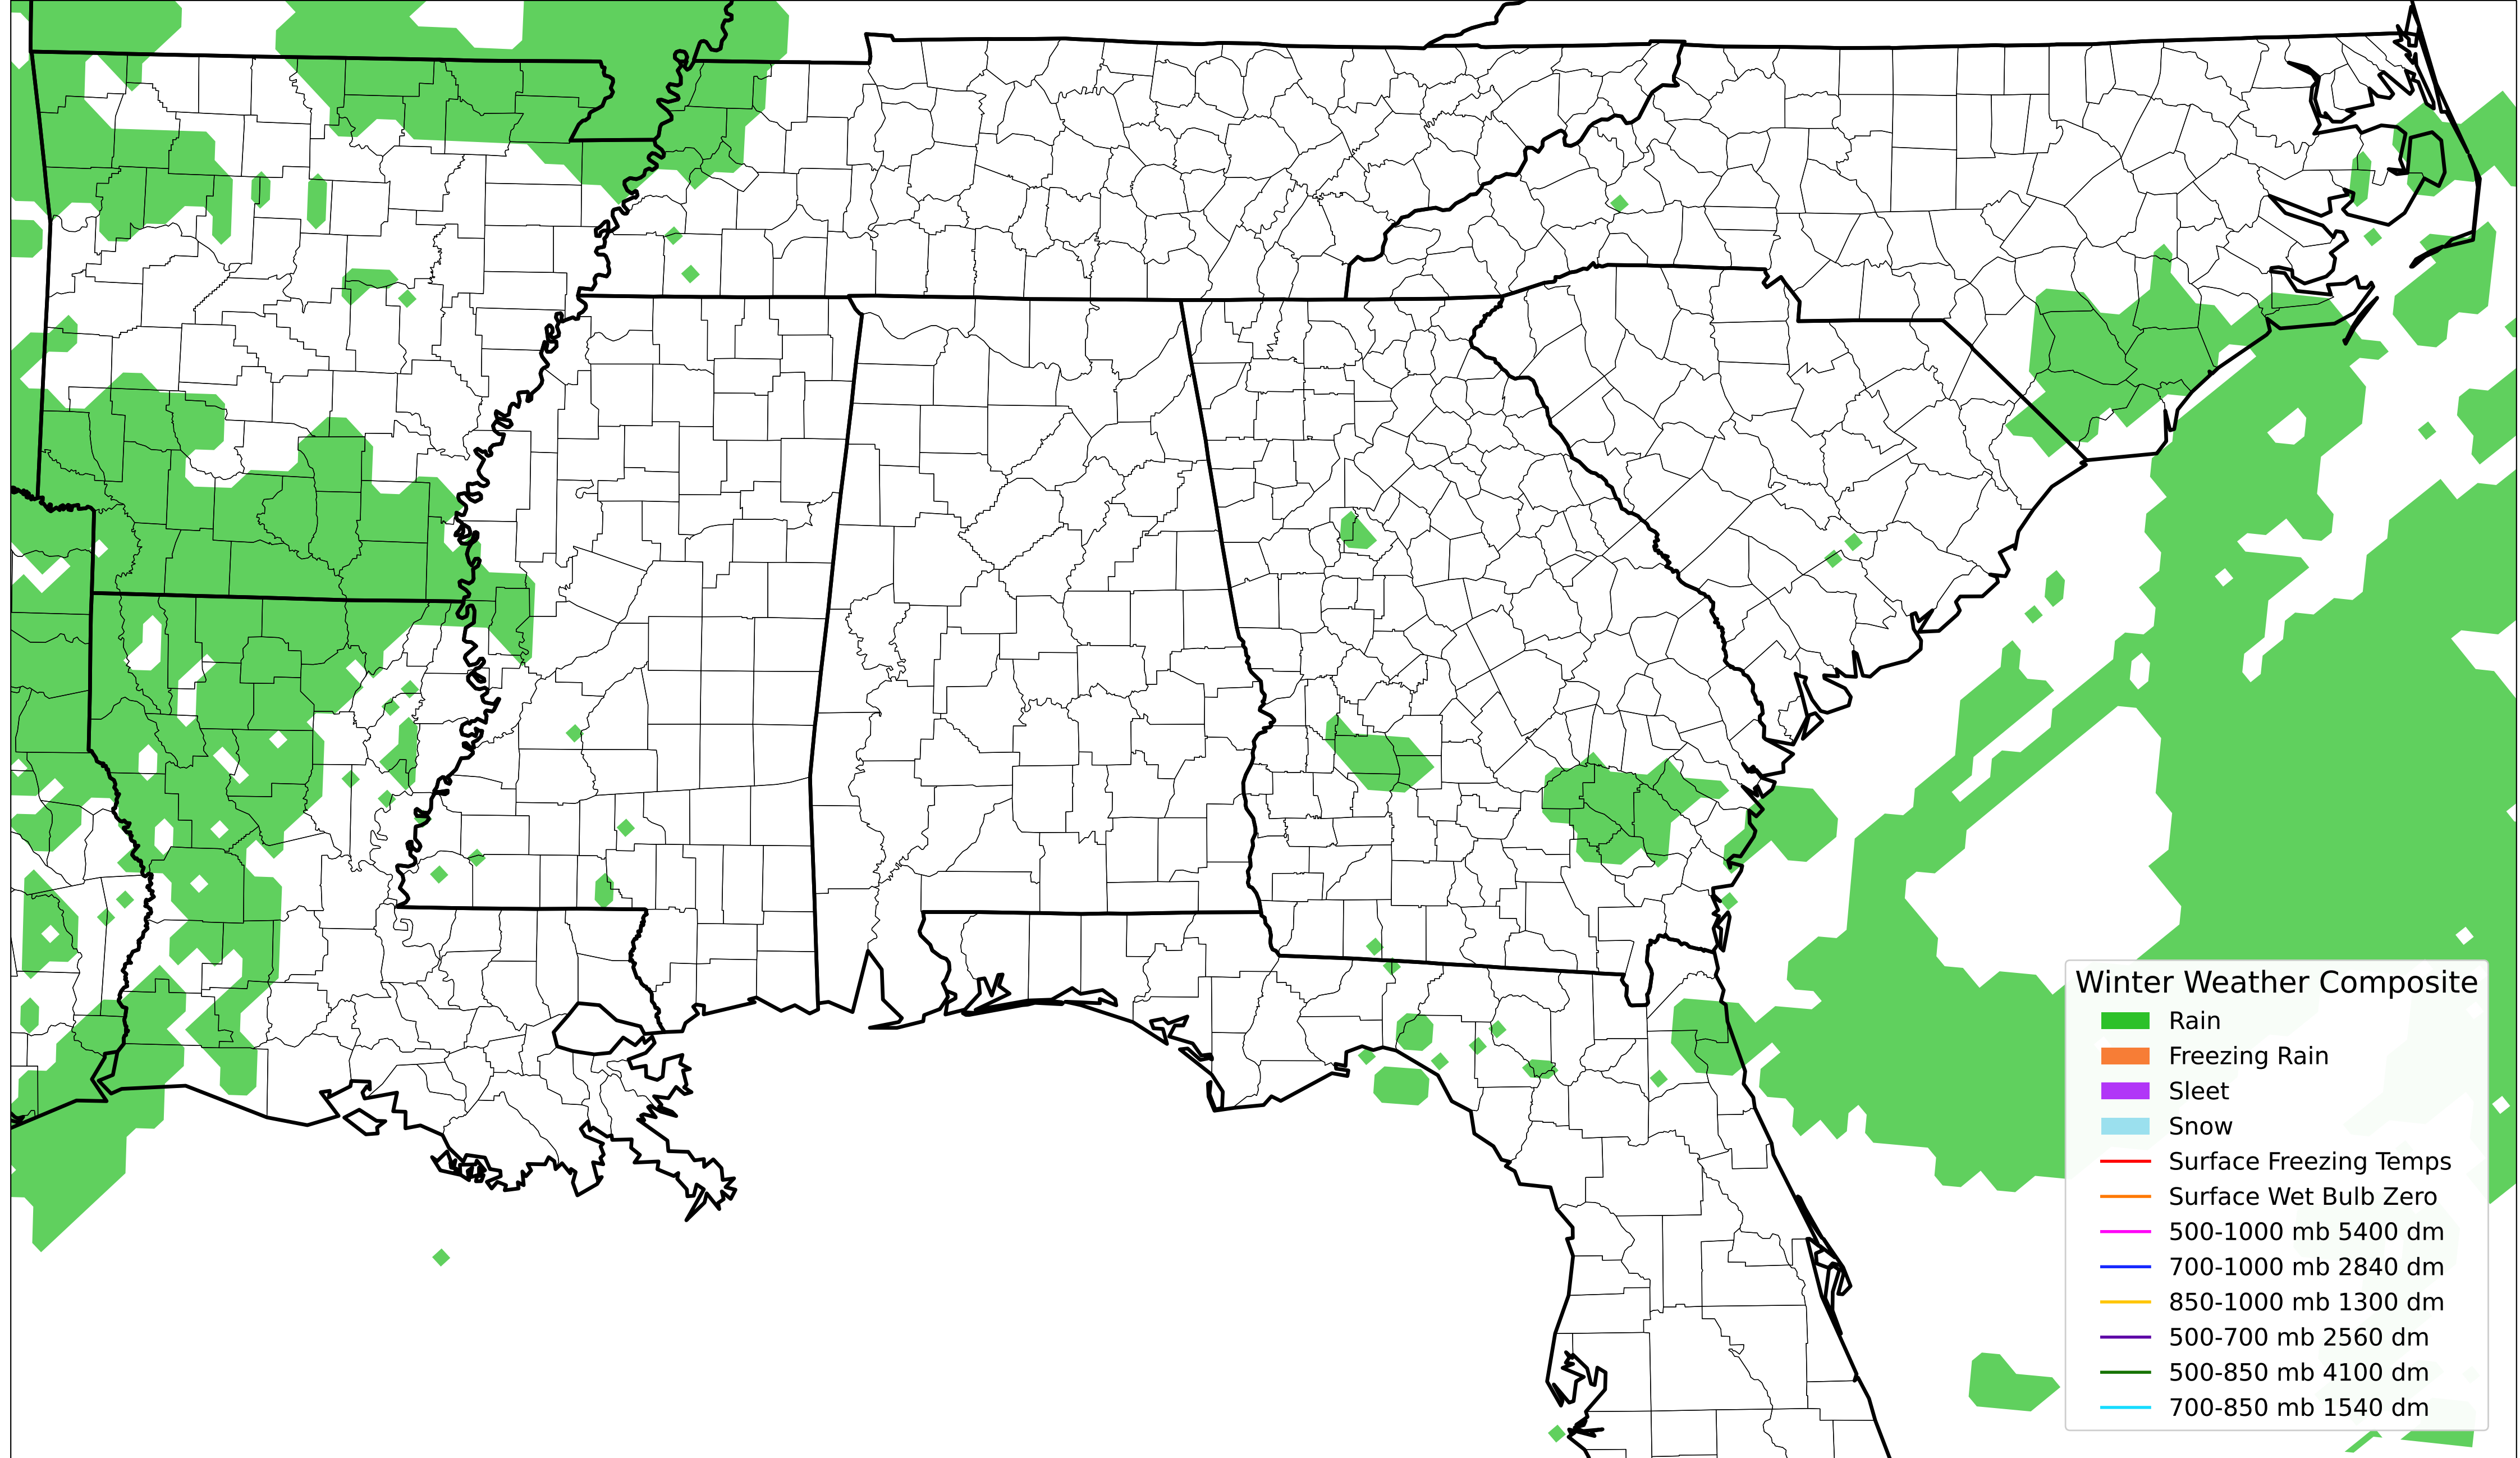 Winter Weather Composite
Rain
Freezing Rain
Sleet
Snow
Surface Freezing Temps
Surface Wet Bulb Zero
500-1000 mb 5400 dm
700-1000 mb 2840 dm
850-1000 mb 1300 dm
500-700 mb 2560 dm
500-850 mb 4100 dm
700-850 mb 1540 dm